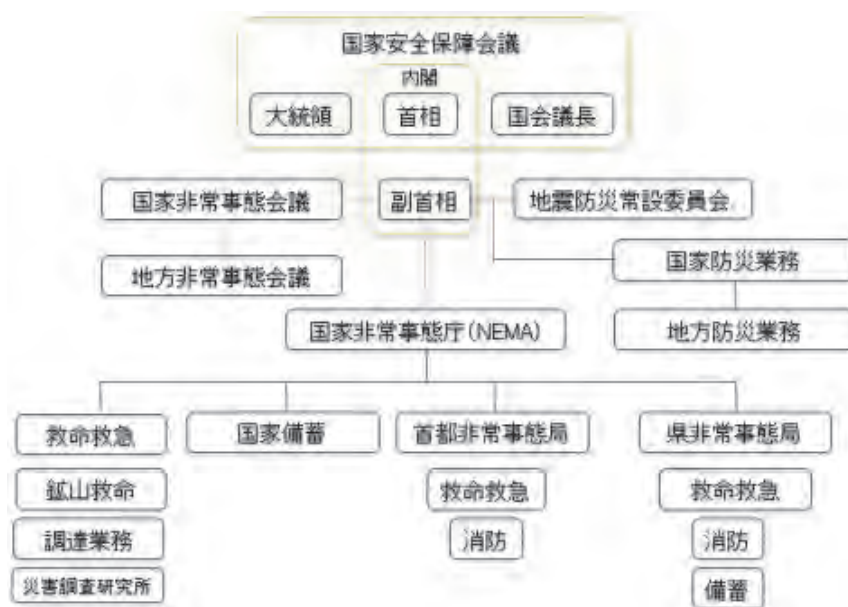 国家安全保障会議
内閣
大統領
首相
国会議長
国家非常事態会議
副首相
地震防災常設委員会
地方非常事態会議
国家防災業務
国家非常事態庁(NEMA)
地方防災業務
救命救急
国家備蓄
首都非常事態局
県非常事態局
鉱山救命
救命救急
救命救急
調達業務
消防
消防
災害調査研究所
備蓄